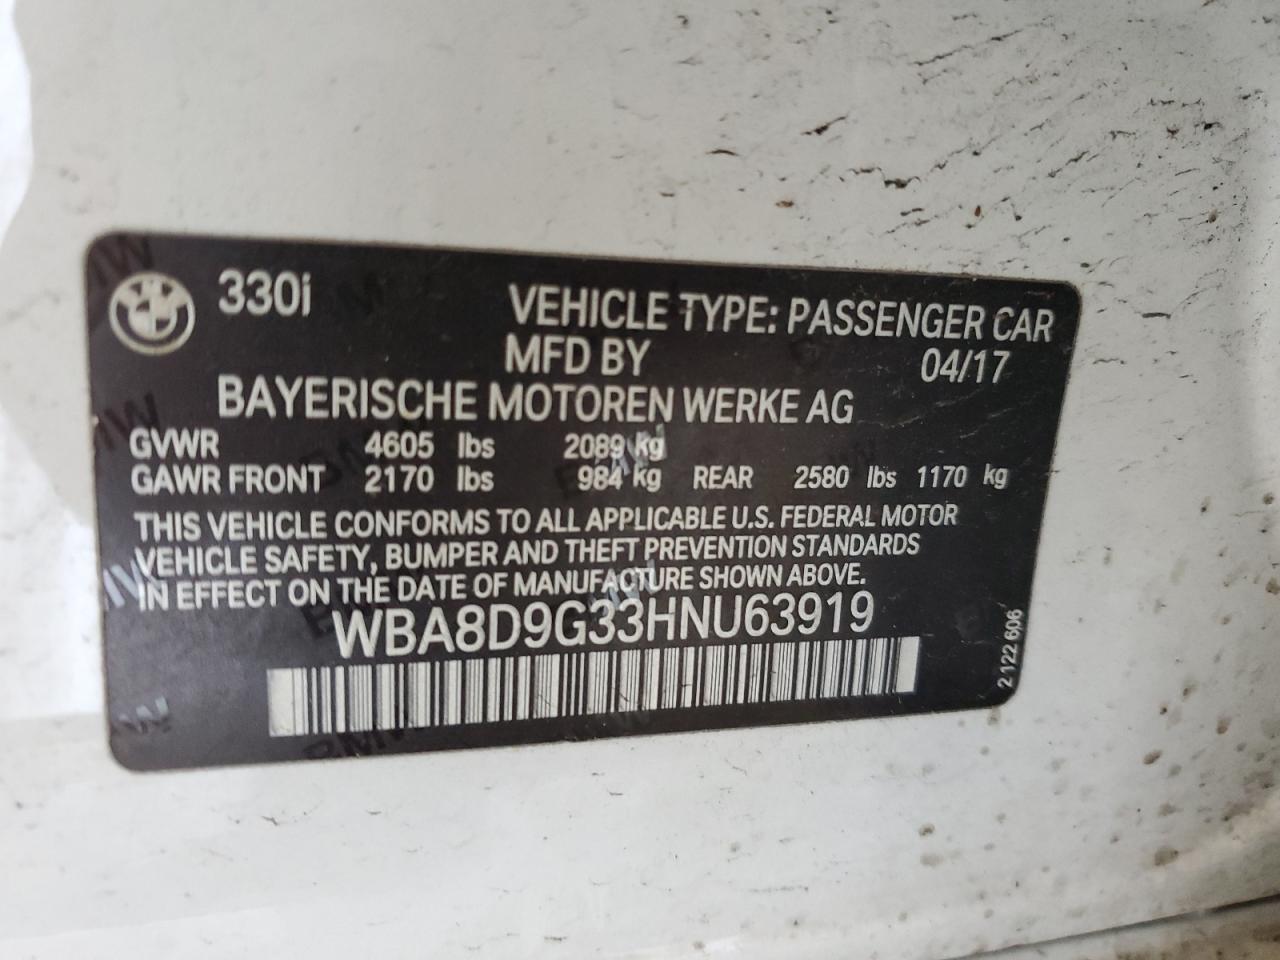 330i
VEHICLE TYPE: PASSENGER CAR
MFD BY 04/17
BAYERISCHE MOTOREN WERKE AG
GVWR 4605 lbs 2089 kg
GAWR FRONT 2170 lbs 984 kg REAR 2580 lbs 1170 kg
THIS VEHICLE CONFORMS TO ALL APPLICABLE U.S. FEDERAL MOTOR
VEHICLE SAFETY, BUMPER AND THEFT PREVENTION STANDARDS
IN EFFECT ON THE DATE OF MANUFACTURE SHOWN ABOVE.
WBA8D9G33HNU63919
2 122 606